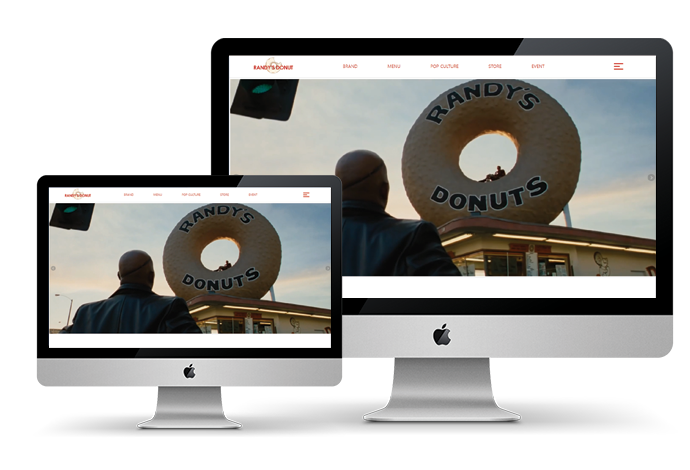 RANDY'S DONUT
BRAND MENU POP CULTURE STORE EVENT
RANDY'S
DONUTS
RANDY'S DONUT
BRAND MENU POP CULTURE STORE EVENT
RANDY'S
DONUTS